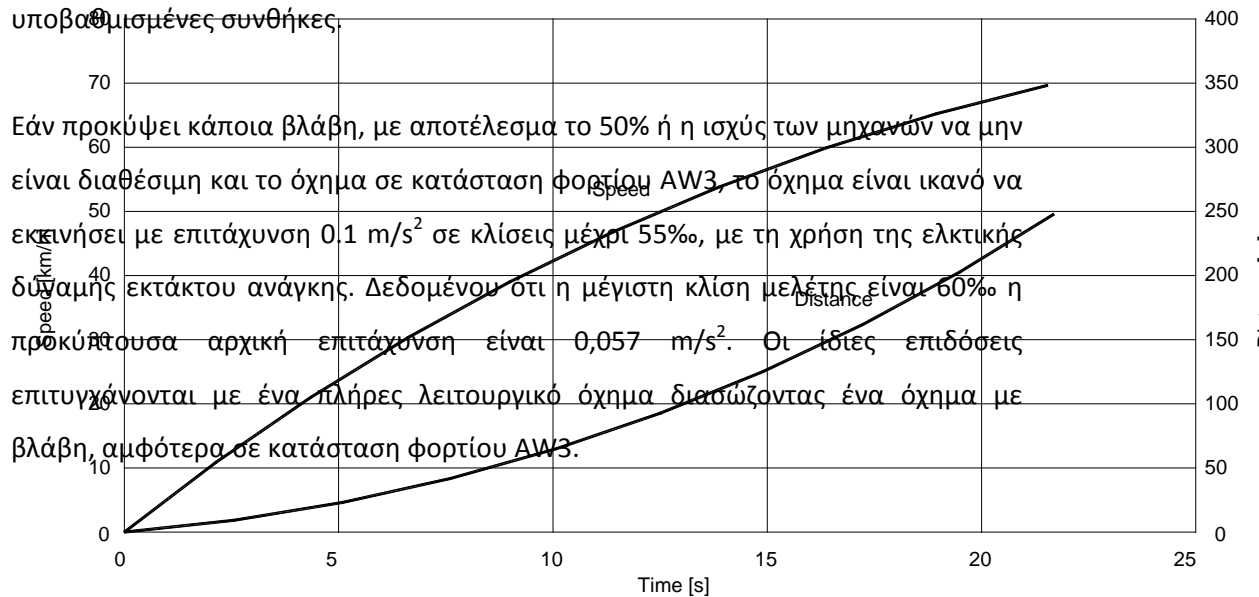 υποβαθμισμένες συνθήκες.
Εάν προκύψει κάποια βλάβη, με αποτέλεσμα το 50% ή η ισχύς των μηχανών να μην
είναι διαθέσιμη και το όχημα σε κατάσταση φορτίου AW3, το όχημα είναι ικανό να
εκκινήσει με επιτάχυνση 0.1 m/s² σε κλίσεις μέχρι 55‰, με τη χρήση της ελκτικής
δύναμής εκτάκτου ανάγκης. Δεδομένου ότι η μέγιστη κλίση μελέτης είναι 60‰ η
προκύπτουσα αρχική επιτάχυνση είναι 0,057 m/s². Οι ίδιες επιδόσεις
επιτυγχάνονται με ένα πλήρες λειτουργικό όχημα διασώζοντας ένα όχημα με
βλάβη, αμφότερα σε κατάσταση φορτίου AW3.
80
70
60
50
40
30
20
10
0
Speed [km/h]
Speed
Distance
400
350
300
250
200
150
100
50
0
0 5 10 15 20 25
Time [s]